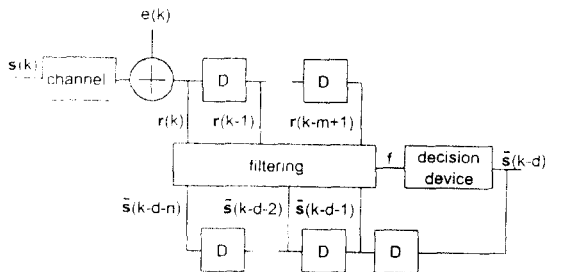 e(k)
s(k)
channel
D
D
r(k)
r(k-1)
r(k-m+1)
filtering
f
decision
device
s̄(k-d)
s̄(k-d-n)
s̄(k-d-2)
s̄(k-d-1)
D
D
D